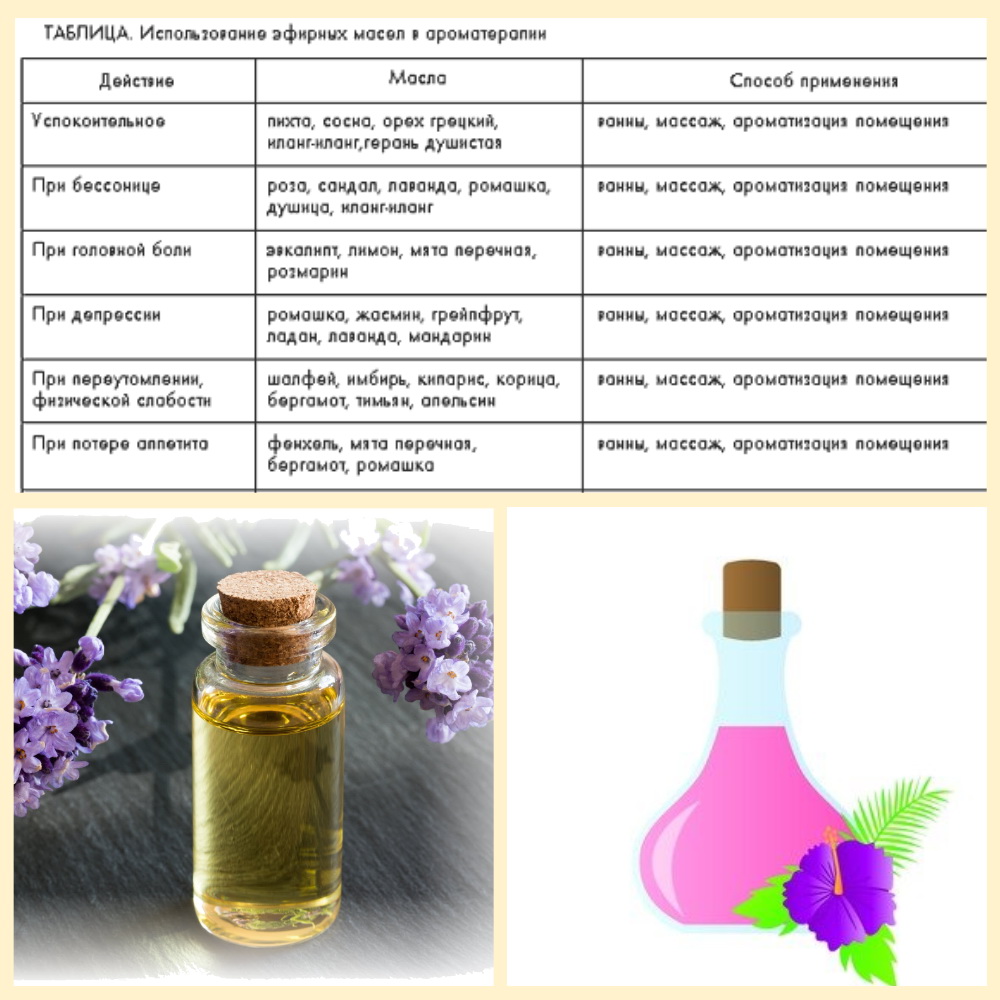 ТАБЛИЦА. Использование эфирных масел в ароматерапии
Действие Масла Способ применения
Успокоительное
пихта, сосна, орех грецкий,
иланг-иланг,герань душистая
ванны, массаж, ароматизация помещения
При бессонице
роза, сандал, лаванда, ромашка,
душица, иланг-иланг
ванны, массаж, ароматизация помещения
При головной боли
эвкалипт, лимон, мята перечная,
розмарин
ванны, массаж, ароматизация помещения
При депрессии
ромашка, жасмин, грейпфрут,
ладан, лаванда, мандарин
ванны, массаж, ароматизация помещения
При переутомлении,
физической слабости
шалфей, имбирь, кипарис, корица,
бергамот, тимьян, апельсин
ванны, массаж, ароматизация помещения
При потере аппетита
фенхель, мята перечная,
бергамот, ромашка
ванны, массаж, ароматизация помещения